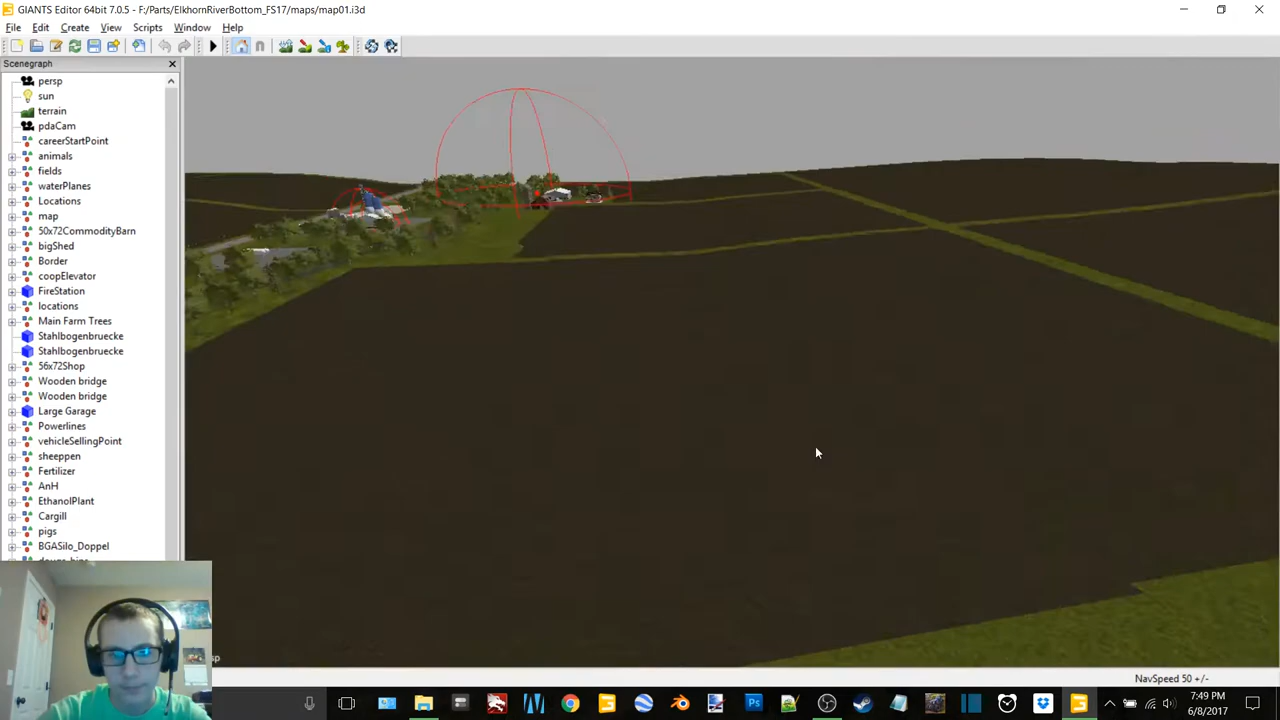 GIANTS Editor 64bit 7.0.5 - F:/Parts/ElkhornRiverBottom_FS17/maps/map01.i3d
File Edit Create View Scripts Window Help
Scenegraph
persp
sun
terrain
pdaCam
careerStartPoint
animals
fields
waterPlanes
Locations
map
50x72CommodityBarn
bigShed
Border
coopElevator
FireStation
locations
Main Farm Trees
Stahlbogenbruecke
Stahlbogenbruecke
56x72Shop
Wooden bridge
Wooden bridge
Large Garage
Powerlines
vehicleSellingPoint
sheeppen
Fertilizer
AnH
EthanolPlant
Cargill
pigs
BGASilo_Doppel
NavSpeed 50 +/-
7:49 PM
6/8/2017